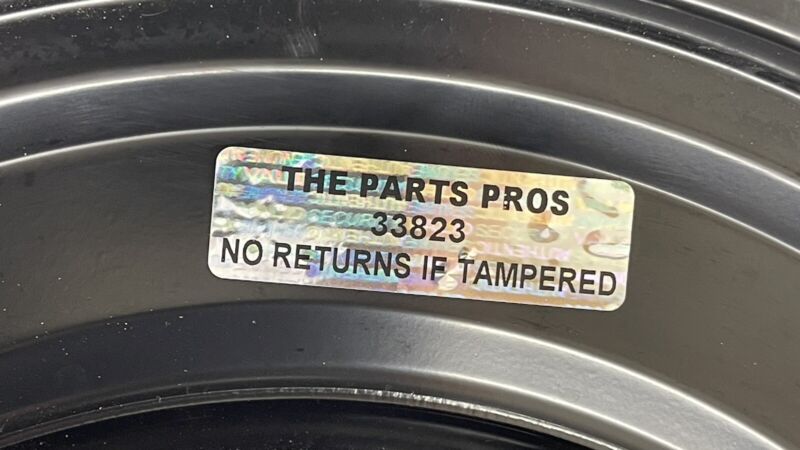 THE PARTS PROS
33823
NO RETURNS IF TAMPERED